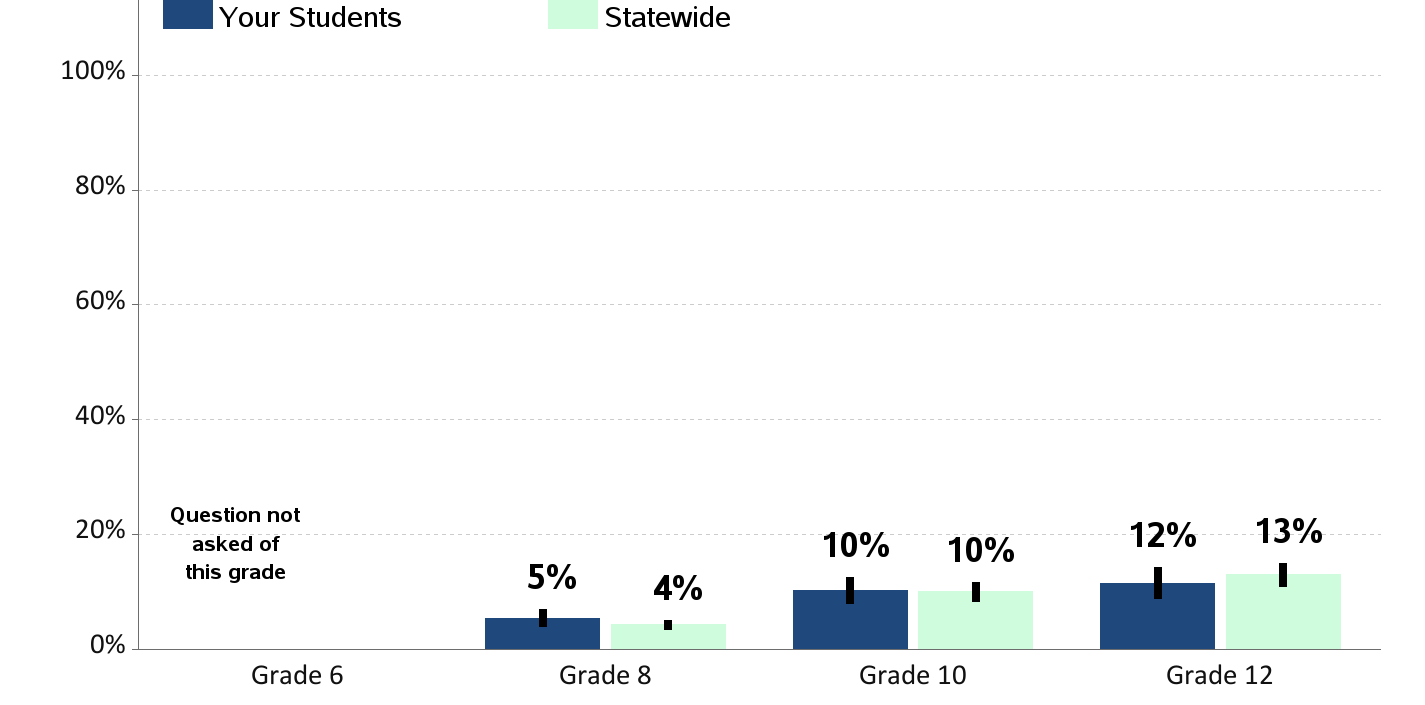 Your Students Statewide
100%
80%
60%
40%
20%
0%
Question not
asked of
this grade
5% 4% 10% 10% 12% 13%
Grade 6 Grade 8 Grade 10 Grade 12